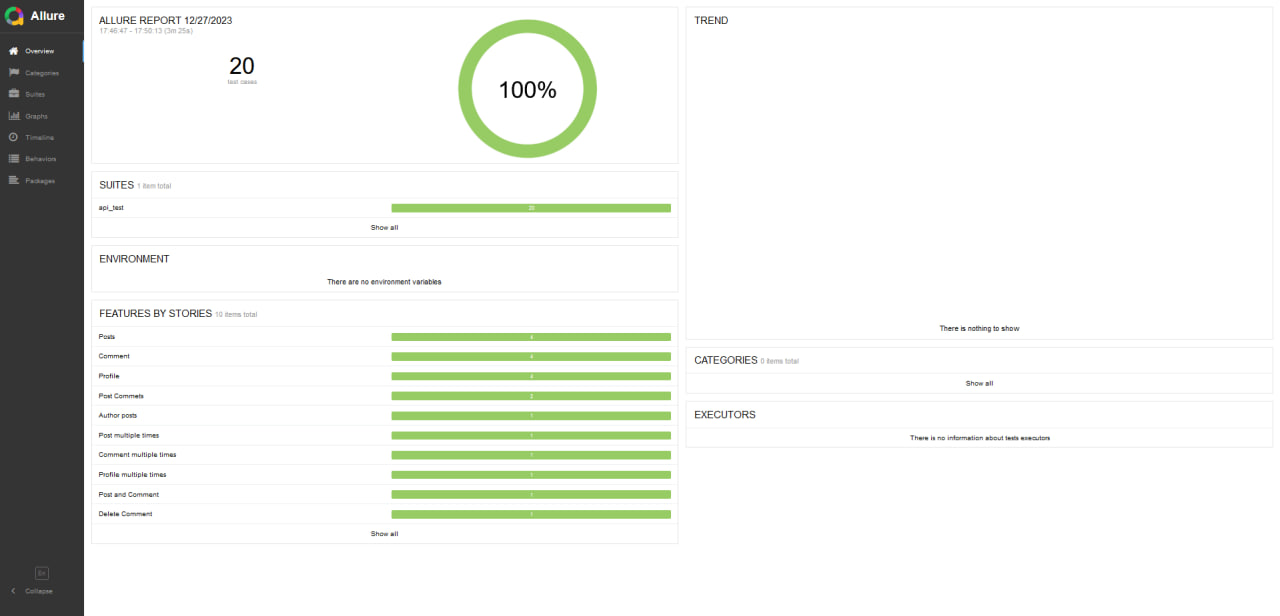 Allure
Overview
Categories
Suites
Graphs
Timeline
Behaviors
Packages
En
Collapse
ALLURE REPORT 12/27/2023
17:46:47 - 17:50:13 (3m 25s)
20
test cases
100%
SUITES 1 item total
api_test 20
Show all
ENVIRONMENT
There are no environment variables
FEATURES BY STORIES 10 items total
Posts 4
Comment 4
Profile 4
Post Commets 2
Author posts 1
Post multiple times 1
Comment multiple times 1
Profile multiple times 1
Post and Comment 1
Delete Comment 1
Show all
TREND
There is nothing to show
CATEGORIES 0 items total
Show all
EXECUTORS
There is no information about tests executors